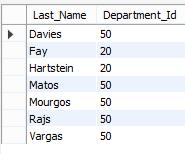 Last_Name Department_Id
Davies 50
Fay 20
Hartstein 20
Matos 50
Mourgos 50
Rajs 50
Vargas 50